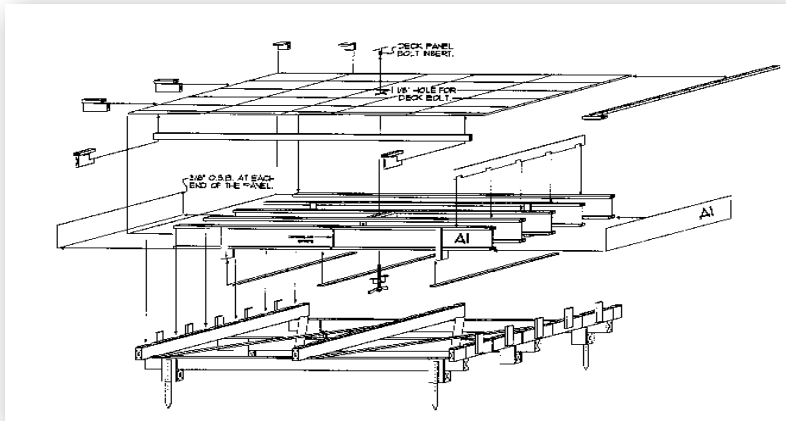 DECK PANEL
BOLT INSERT.
1 1/8" HOLE FOR
DECK BOLT.
3/8" O.S.B. AT EACH
END OF THE PANEL.
A1
A1